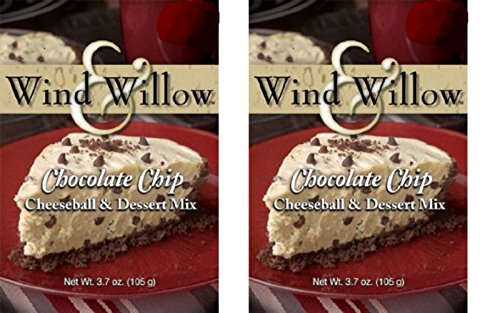 Wind & Willow
Chocolate Chip
Cheeseball & Dessert Mix
Net Wt. 3.7 oz. (105 g)
Wind & Willow
Chocolate Chip
Cheeseball & Dessert Mix
Net Wt. 3.7 oz. (105 g)